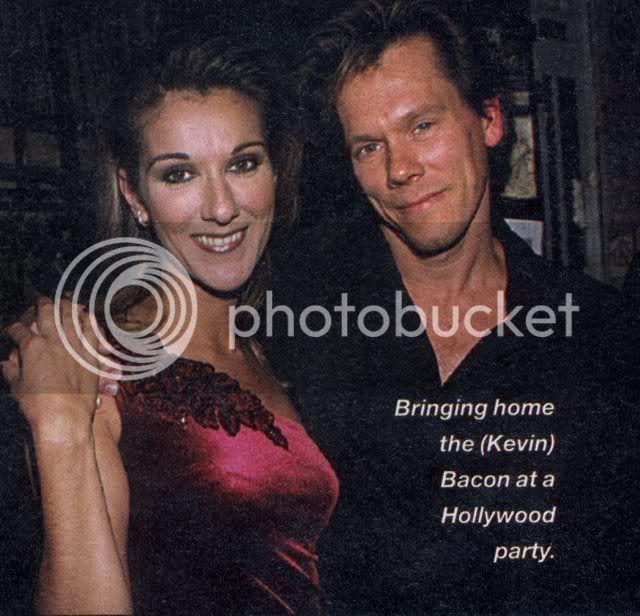 photobucket
Bringing home
the (Kevin)
Bacon at a
Hollywood
party.